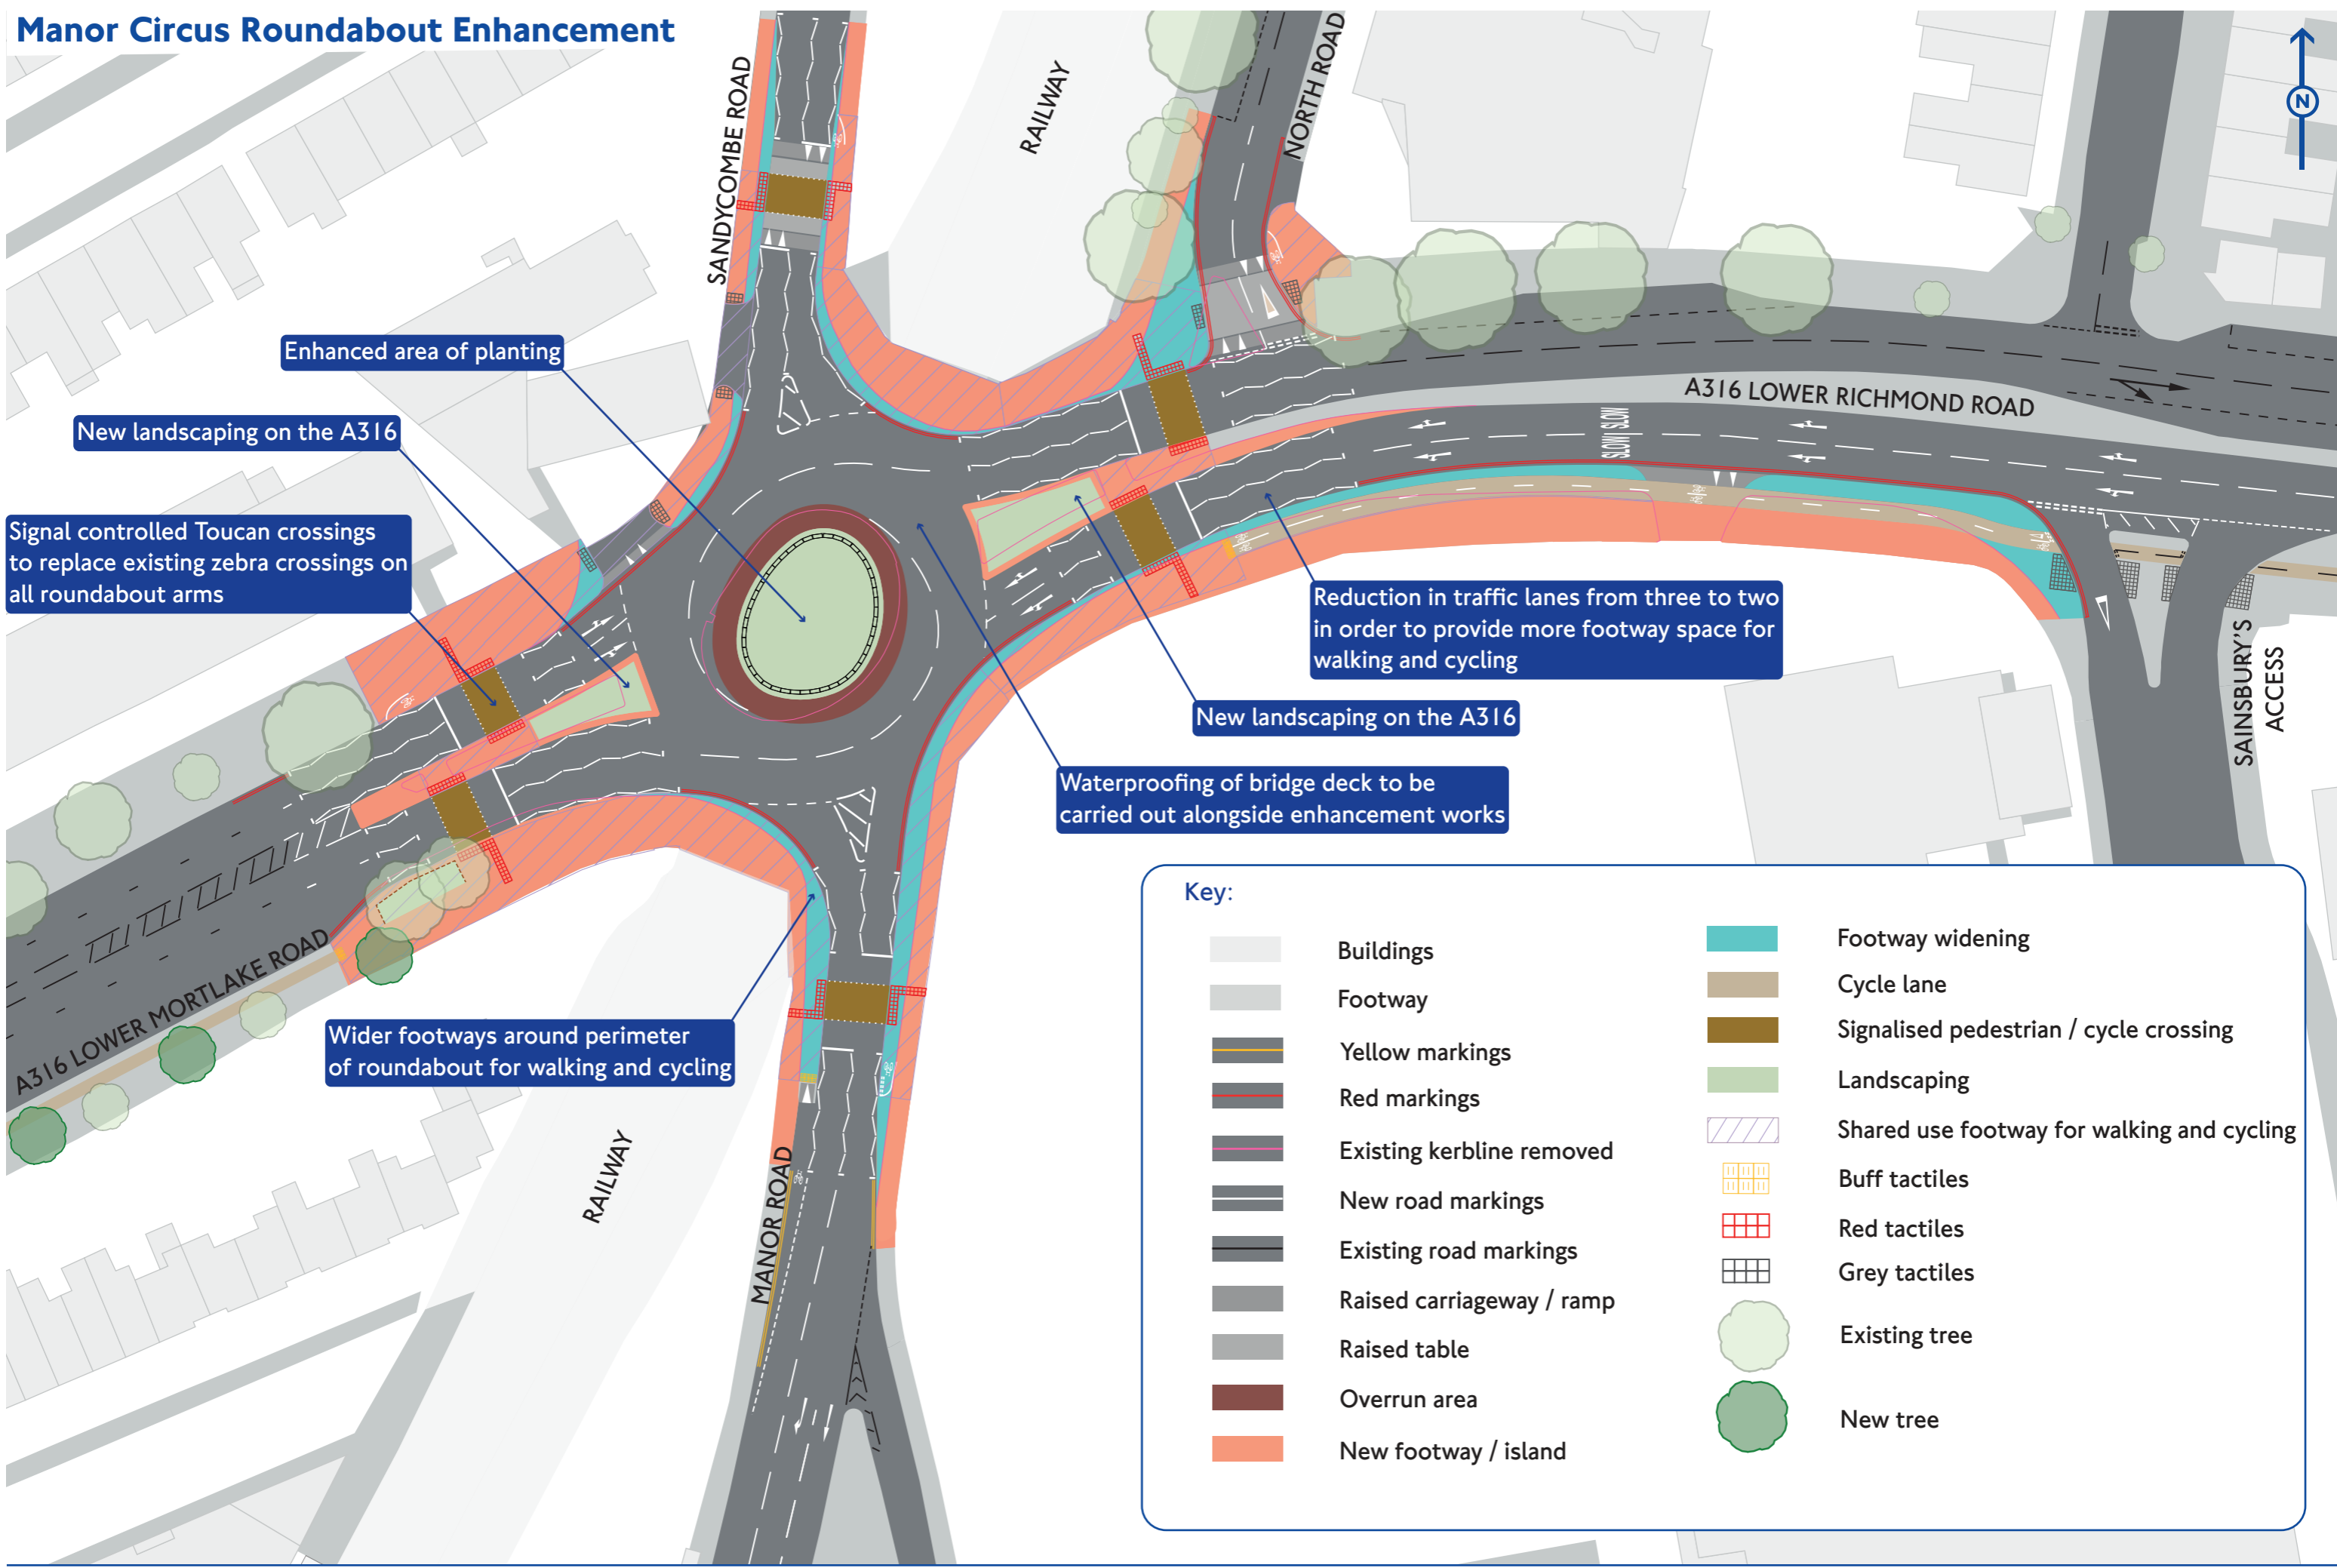 Manor Circus Roundabout Enhancement
N
SANDYCOMBE ROAD
RAILWAY
NORTH ROAD
Enhanced area of planting
New landscaping on the A316
Signal controlled Toucan crossings
to replace existing zebra crossings on
all roundabout arms
A316 LOWER RICHMOND ROAD
SLOW SLOW
SLOW SLOW
Reduction in traffic lanes from three to two
in order to provide more footway space for
walking and cycling
New landscaping on the A316
Waterproofing of bridge deck to be
carried out alongside enhancement works
SAINSBURY'S
ACCESS
A316 LOWER MORTLAKE ROAD
Wider footways around perimeter
of roundabout for walking and cycling
RAILWAY
MANOR ROAD
Key:
Buildings
Footway
Yellow markings
Red markings
Existing kerbline removed
New road markings
Existing road markings
Raised carriageway / ramp
Raised table
Overrun area
New footway / island
Footway widening
Cycle lane
Signalised pedestrian / cycle crossing
Landscaping
Shared use footway for walking and cycling
Buff tactiles
Red tactiles
Grey tactiles
Existing tree
New tree